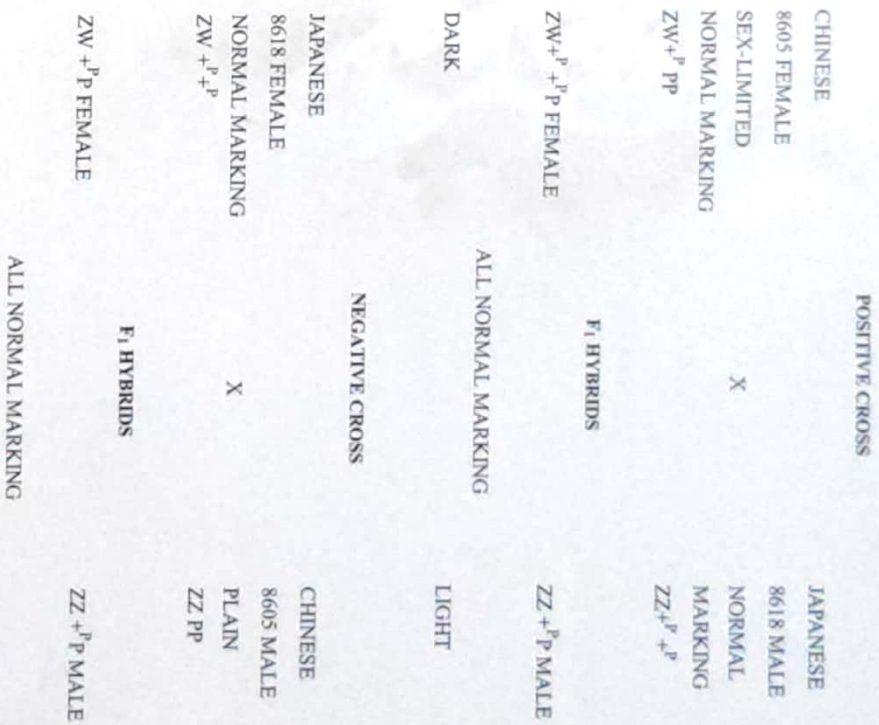 POSITIVE CROSS
CHINESE JAPANESE
8605 FEMALE 8618 MALE
SEX-LIMITED X NORMAL
NORMAL MARKING MARKING
ZW+ᴾ PP ZZ+ᴾ +ᴾ
F₁ HYBRIDS
ZW+ᴾ +ᴾP FEMALE ZZ+ᴾP MALE
ALL NORMAL MARKING
DARK LIGHT
NEGATIVE CROSS
JAPANESE CHINESE
8618 FEMALE 8605 MALE
NORMAL MARKING X PLAIN
ZW +ᴾ+ᴾ ZZ PP
F₁ HYBRIDS
ZW +ᴾP FEMALE ZZ +ᴾP MALE
ALL NORMAL MARKING